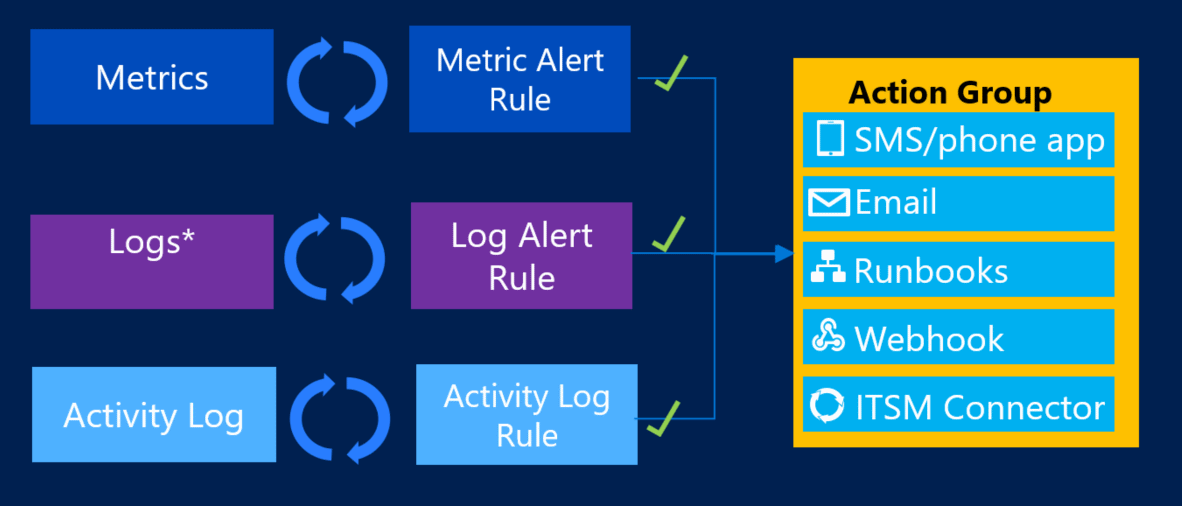 Metrics
Metric Alert
Rule
Logs*
Log Alert
Rule
Activity Log
Activity Log
Rule
Action Group
SMS/phone app
Email
Runbooks
Webhook
ITSM Connector